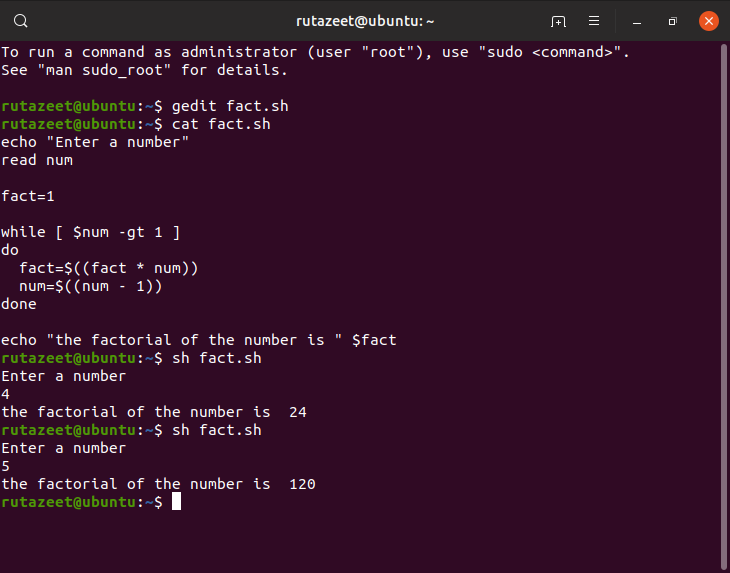 rutazeet@ubuntu: ~
To run a command as administrator (user "root"), use "sudo <command>".
See "man sudo_root" for details.

rutazeet@ubuntu:~$ gedit fact.sh
rutazeet@ubuntu:~$ cat fact.sh
echo "Enter a number"
read num

fact=1

while [ $num -gt 1 ]
do
  fact=$((fact * num))
  num=$((num - 1))
done

echo "the factorial of the number is " $fact
rutazeet@ubuntu:~$ sh fact.sh
Enter a number
4
the factorial of the number is  24
rutazeet@ubuntu:~$ sh fact.sh
Enter a number
5
the factorial of the number is  120
rutazeet@ubuntu:~$